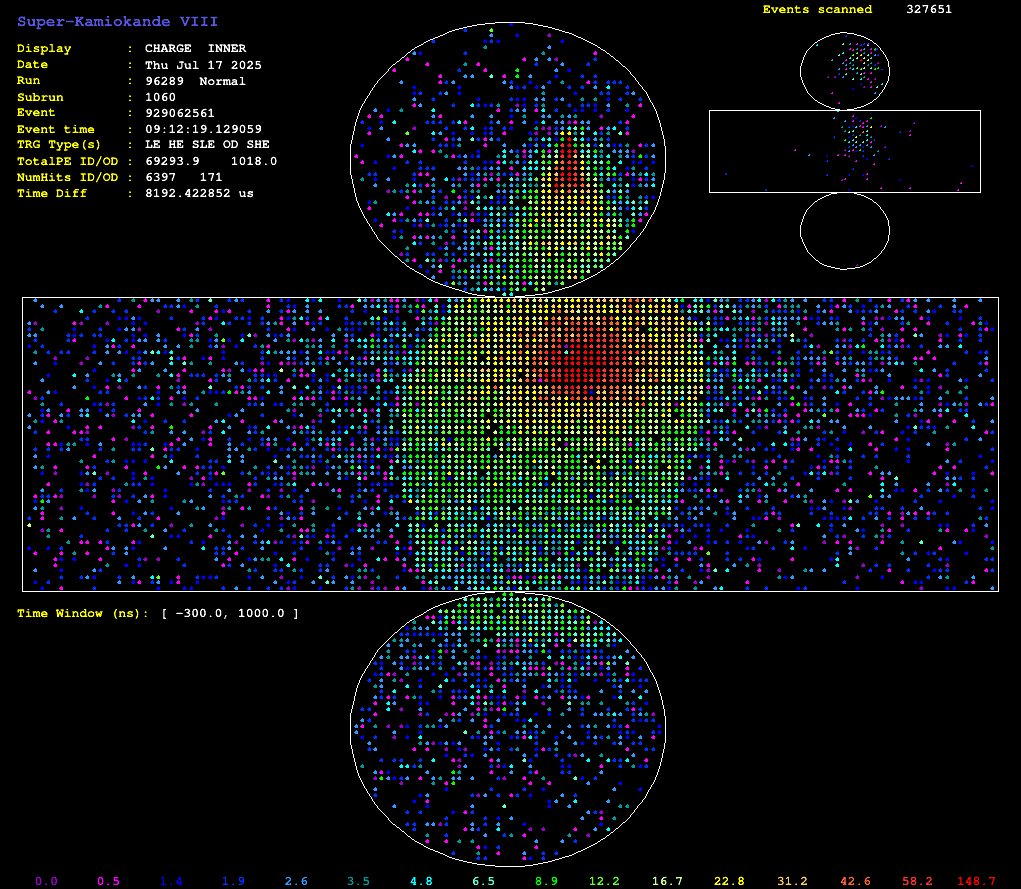 Super-Kamiokande VIII
Events scanned 327651
Display : CHARGE INNER
Date : Thu Jul 17 2025
Run : 96289 Normal
Subrun : 1060
Event : 929062561
Event time : 09:12:19.129059
TRG Type(s) : LE HE SLE OD SHE
TotalPE ID/OD : 69293.9 1018.0
NumHits ID/OD : 6397 171
Time Diff : 8192.422852 us
Time Window (ns): [ -300.0, 1000.0 ]
0.0 0.5 1.4 1.9 2.6 3.5 4.8 6.5 8.9 12.2 16.7 22.8 31.2 42.6 58.2 148.7